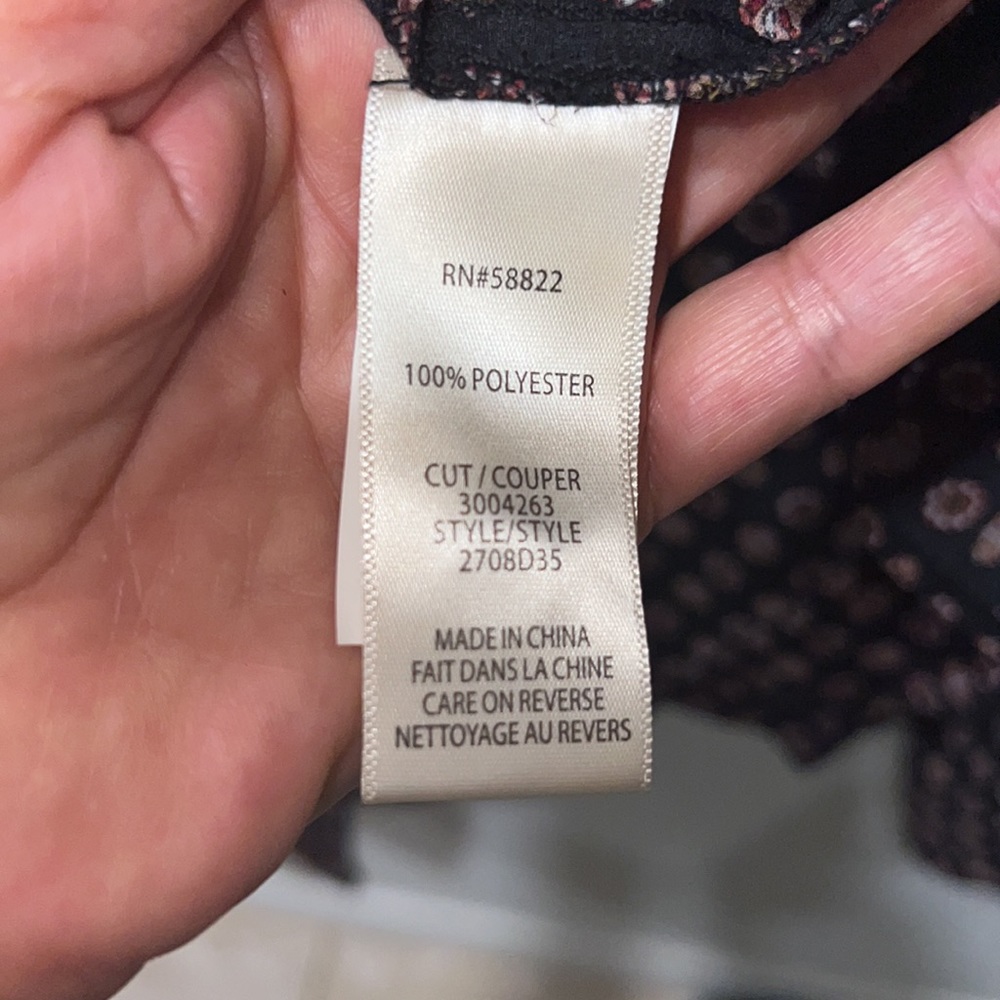 RN#58822
100% POLYESTER
CUT / COUPER
3004263
STYLE/STYLE
2708D35
MADE IN CHINA
FAIT DANS LA CHINE
CARE ON REVERSE
NETTOYAGE AU REVERS